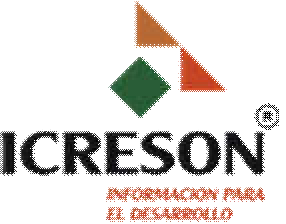 ®
ICRESON
INFORMACION PARA
EL DESARROLLO